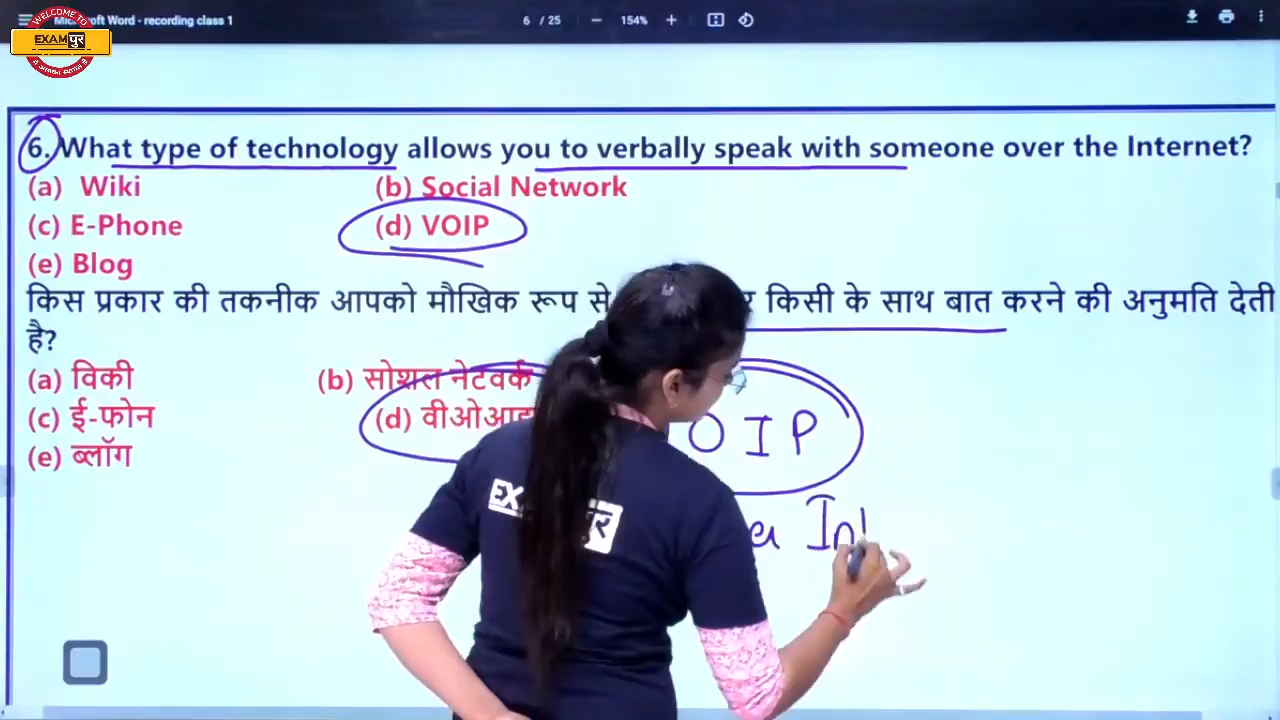 Microsoft Word - recording class 1
6 / 25
154%
WELCOME TO
EXAMपुर
6. What type of technology allows you to verbally speak with someone over the Internet?
(a) Wiki
(b) Social Network
(c) E-Phone
(d) VOIP
(e) Blog
किस प्रकार की तकनीक आपको मौखिक रूप से किसी के साथ बात करने की अनुमति देती
है?
(a) विकी
(b) सोशल नेटवर्क
(c) ई-फोन
(d)
(e) ब्लॉग
OIP